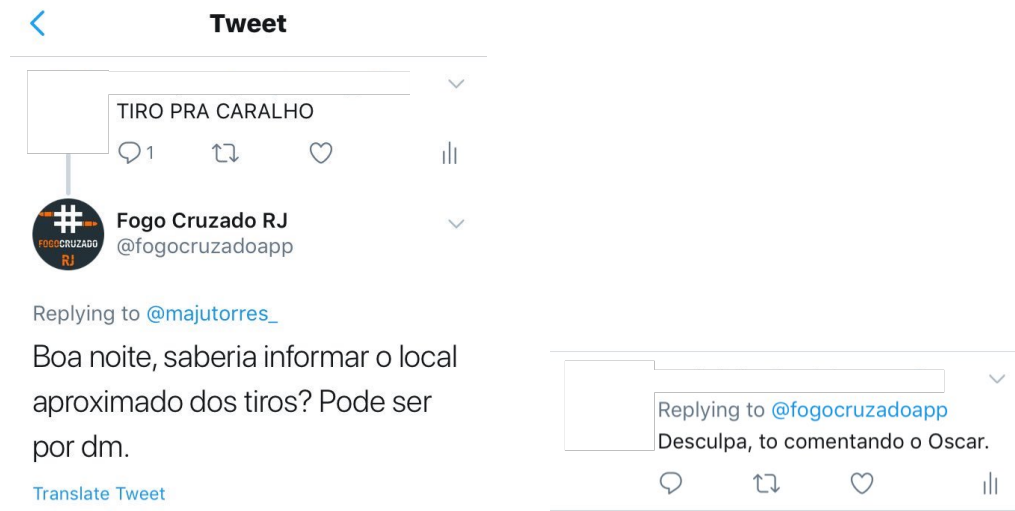 Tweet
TIRO PRA CARALHO
1
#
FOGOCRUZADO
RJ
Fogo Cruzado RJ
@fogocruzadoapp
Replying to @majutorres_
Boa noite, saberia informar o local
aproximado dos tiros? Pode ser
por dm.
Translate Tweet
Replying to @fogocruzadoapp
Desculpa, to comentando o Oscar.